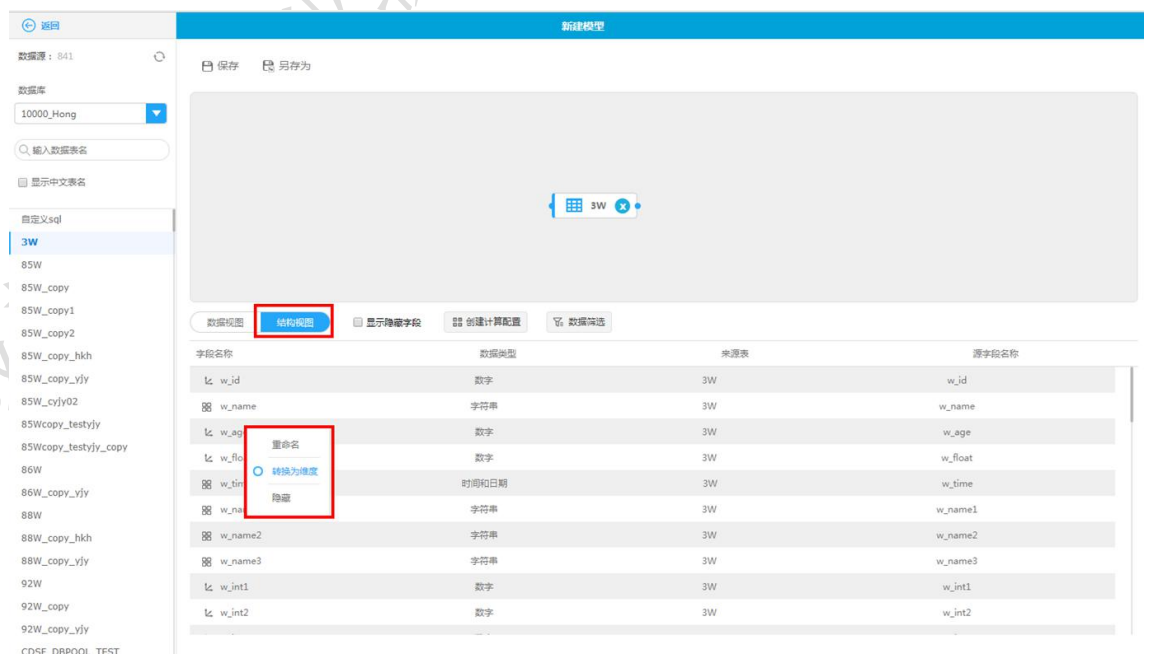 返回
新建模型
数据源： 841
保存 另存为
数据库
10000_Hong
输入数据表名
显示中文表名
自定义sql
3W
85W
85W_copy
85W_copy1
85W_copy2
85W_copy_hkh
85W_copy_yjy
85W_cyjy02
85Wcopy_testyjy
85Wcopy_testyjy_copy
86W
86W_copy_yjy
88W
88W_copy_hkh
88W_copy_yjy
92W
92W_copy
92W_copy_yjy
CDSF_DBPOOL_TEST
3W
数据视图 结构视图 显示隐藏字段 创建计算配置 数据筛选
字段名称 数据类型 来源表 源字段名称
w_id 数字 3W w_id
w_name 字符串 3W w_name
w_ag 数字 3W w_age
w_flo 数字 3W w_float
w_tim 时间和日期 3W w_time
w_na 字符串 3W w_name1
w_name2 字符串 3W w_name2
w_name3 字符串 3W w_name3
w_int1 数字 3W w_int1
w_int2 数字 3W w_int2
重命名
转换为维度
隐藏